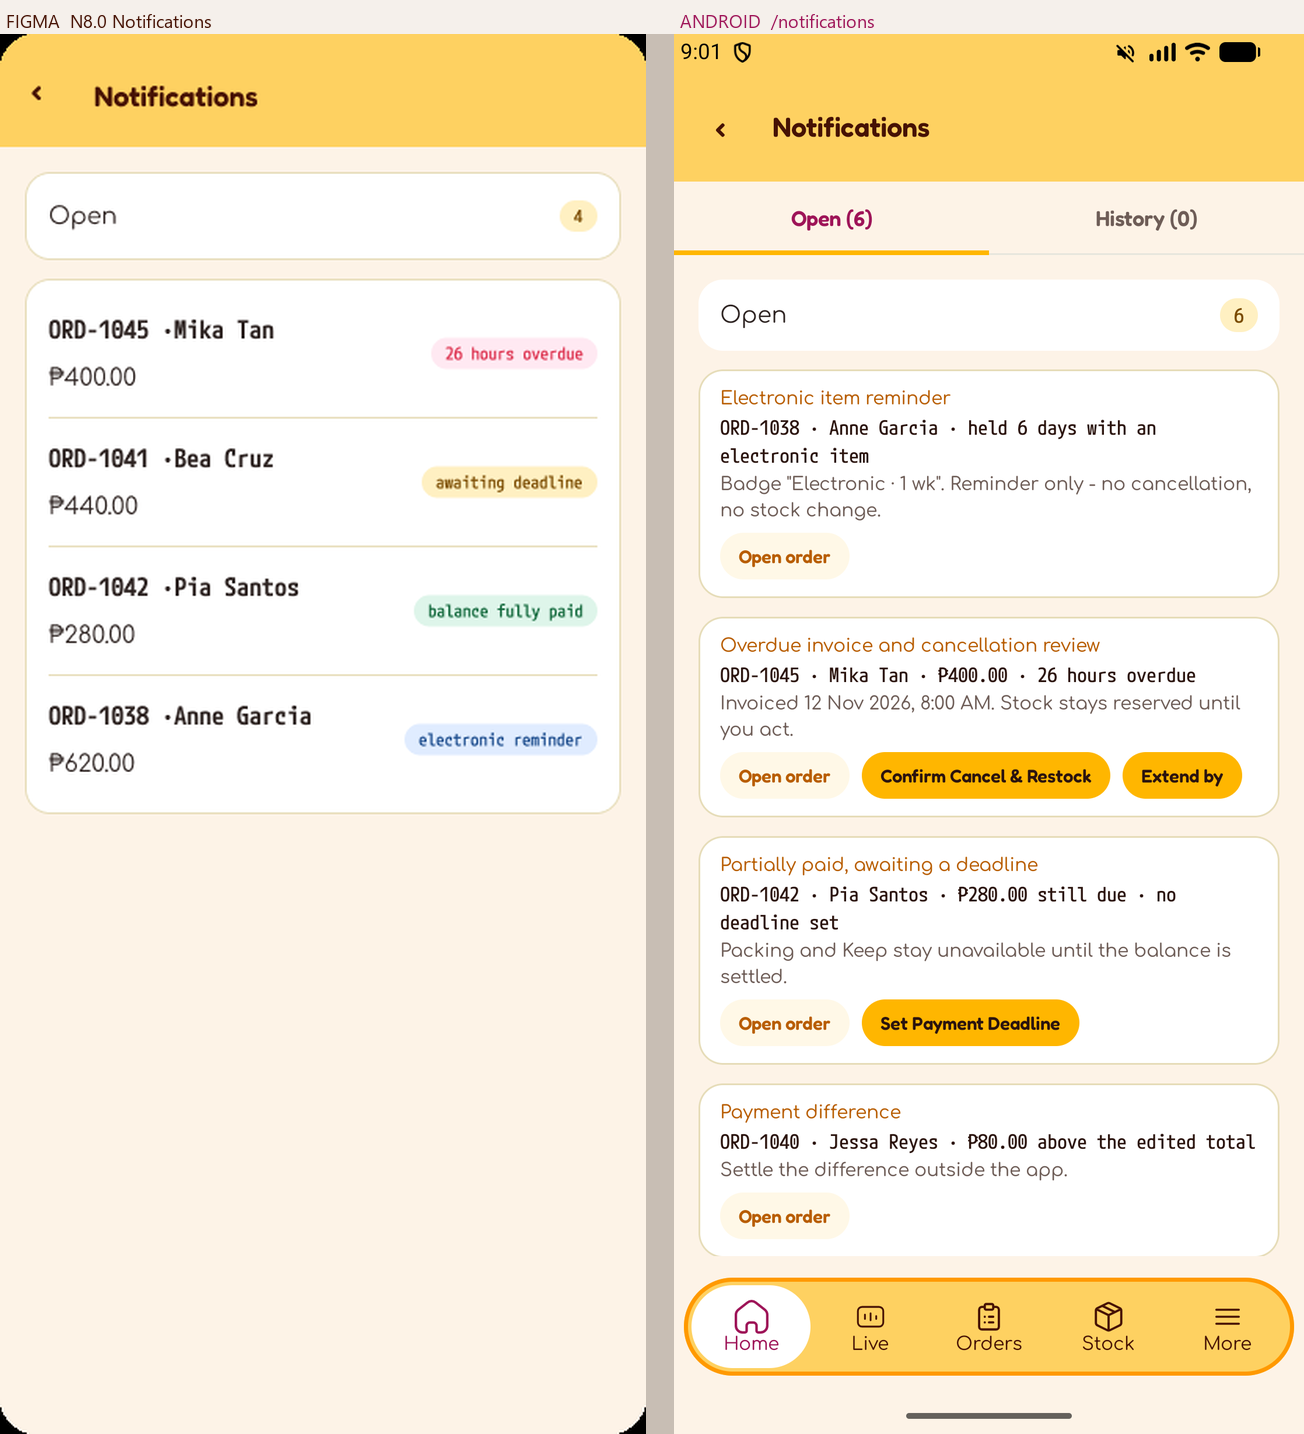 FIGMA N8.0 Notifications
Notifications
Open
4
ORD-1045 ·Mika Tan
₱400.00
26 hours overdue
ORD-1041 ·Bea Cruz
₱440.00
awaiting deadline
ORD-1042 ·Pia Santos
₱280.00
balance fully paid
ORD-1038 ·Anne Garcia
₱620.00
electronic reminder
ANDROID /notifications
9:01
Notifications
Open (6)
History (0)
Open
6
Electronic item reminder
ORD-1038 · Anne Garcia · held 6 days with an
electronic item
Badge "Electronic · 1 wk". Reminder only - no cancellation,
no stock change.
Open order
Overdue invoice and cancellation review
ORD-1045 · Mika Tan · ₱400.00 · 26 hours overdue
Invoiced 12 Nov 2026, 8:00 AM. Stock stays reserved until
you act.
Open order
Confirm Cancel & Restock
Extend by
Partially paid, awaiting a deadline
ORD-1042 · Pia Santos · ₱280.00 still due · no
deadline set
Packing and Keep stay unavailable until the balance is
settled.
Open order
Set Payment Deadline
Payment difference
ORD-1040 · Jessa Reyes · ₱80.00 above the edited total
Settle the difference outside the app.
Open order
Home
Live
Orders
Stock
More